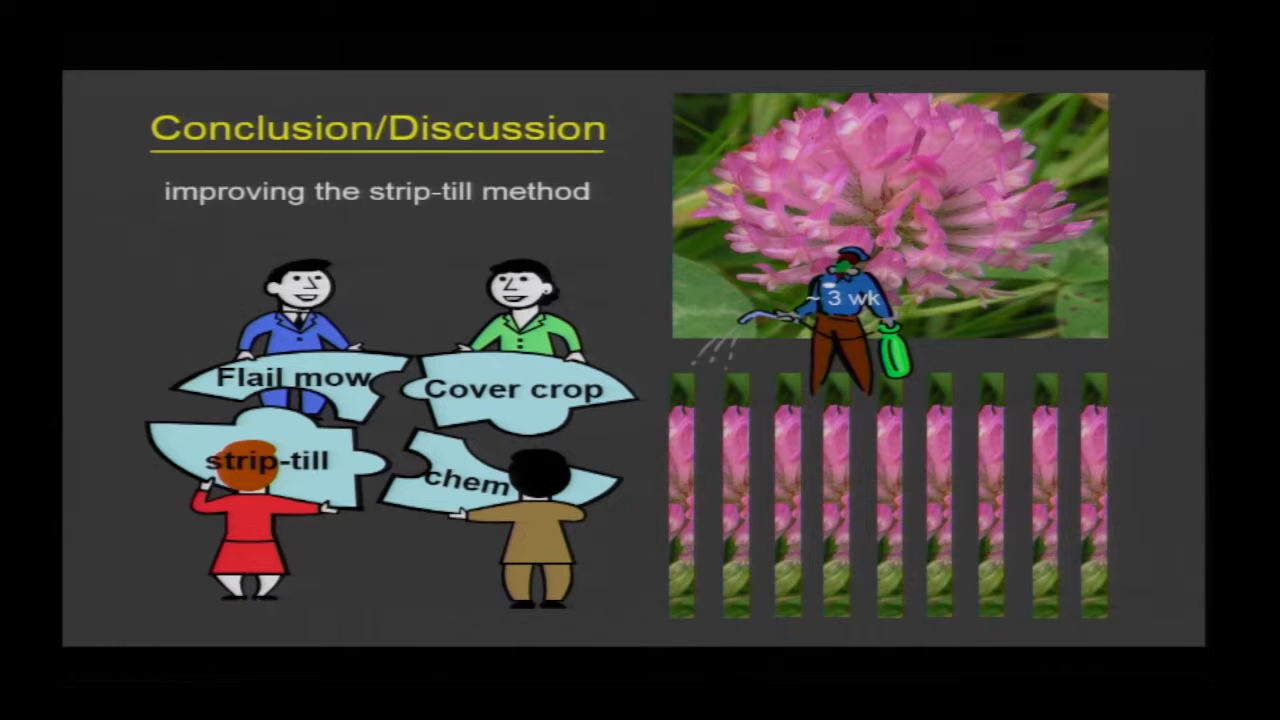 Conclusion/Discussion
improving the strip-till method
Flail mow
Cover crop
strip-till
chem
~ 3 wk